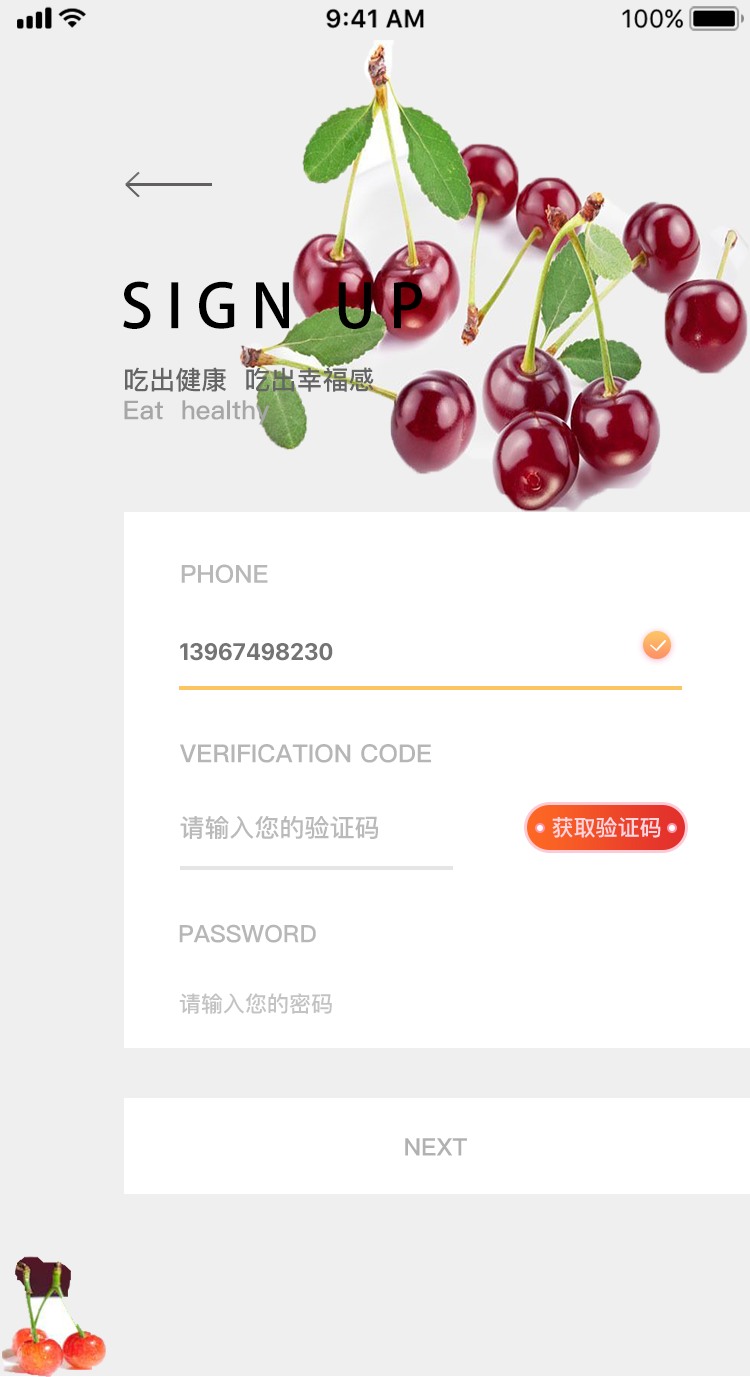 9:41 AM 100%
SIGN UP
吃出健康 吃出幸福感
Eat healthy
PHONE
13967498230
VERIFICATION CODE
请输入您的验证码 获取验证码
PASSWORD
请输入您的密码
NEXT